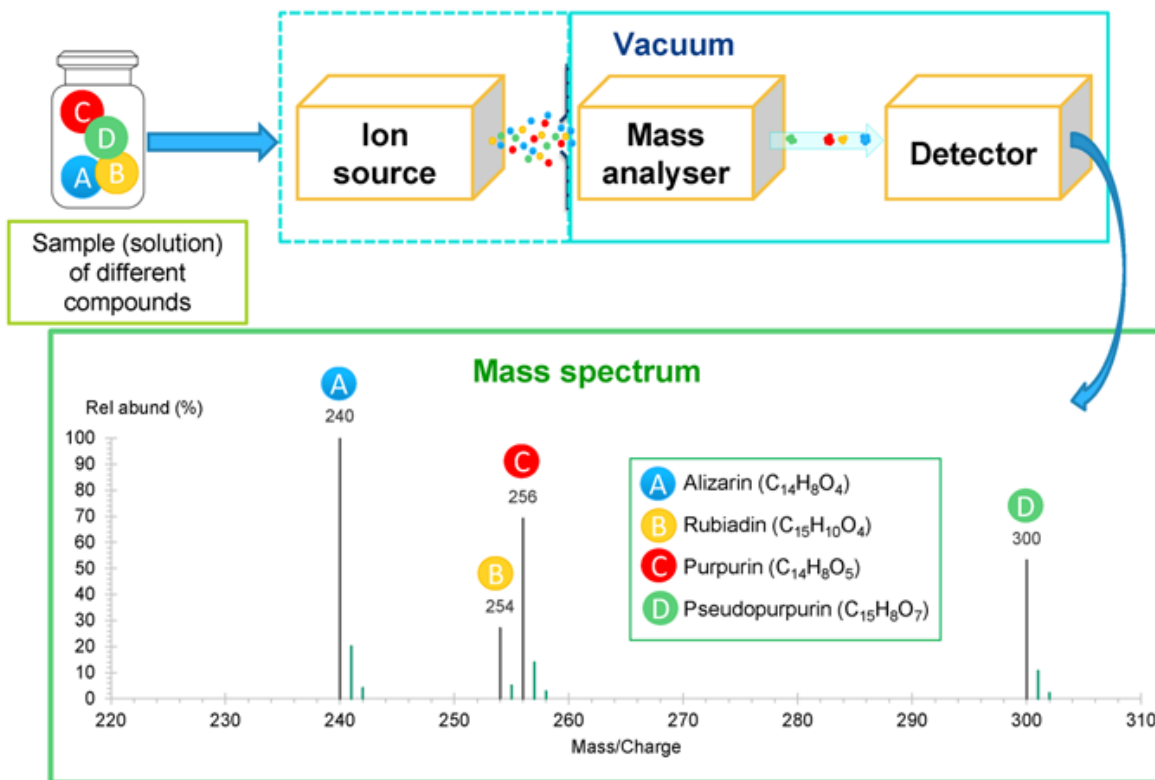 Vacuum
C
D
A
B
Ion
source
Mass
analyser
Detector
Sample (solution)
of different
compounds
Mass spectrum
Rel abund (%)
A
240
C
256
B
254
D
300
A Alizarin (C₁₄H₈O₄)
B Rubiadin (C₁₅H₁₀O₄)
C Purpurin (C₁₄H₈O₅)
D Pseudopurpurin (C₁₅H₈O₇)
100
90
80
70
60
50
40
30
20
10
0
220 230 240 250 260 270 280 290 300 310
Mass/Charge